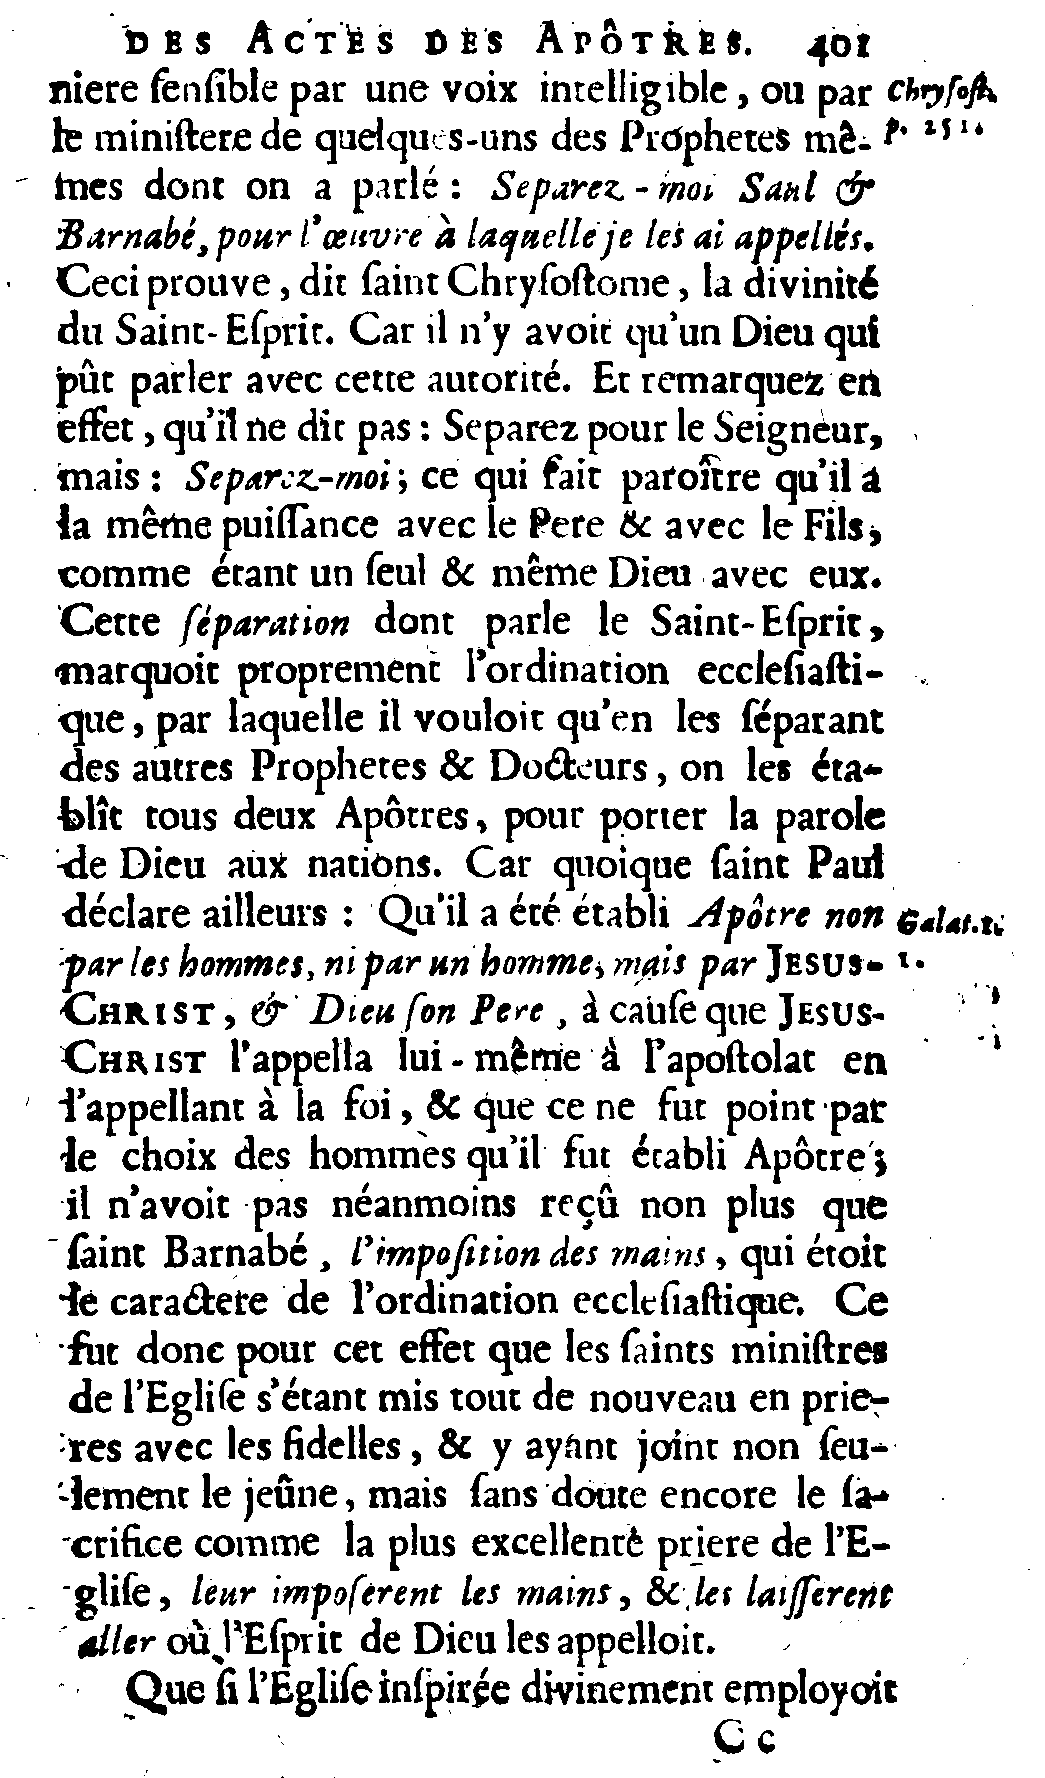 DES ACTES DES APÔTRES. 401
niere ſenſible par une voix intelligible, ou par
Chryſoſt.
le miniſtere de quelques-uns des Prophetes mê-
p. 251.
mes dont on a parlé : Separez-moi Saul &
Barnabé, pour l'œuvre à laquelle je les ai appellés.
Ceci prouve, dit ſaint Chryſoſtome, la divinité
du Saint-Eſprit. Car il n'y avoit qu'un Dieu qui
pût parler avec cette autorité. Et remarquez en
effet, qu'il ne dit pas : Separez pour le Seigneur,
mais : Separez-moi ; ce qui fait paroître qu'il a
la même puiſſance avec le Pere & avec le Fils,
comme étant un ſeul & même Dieu avec eux.
Cette ſéparation dont parle le Saint-Eſprit,
marquoit proprement l'ordination eccleſiaſti-
que, par laquelle il vouloit qu'en les ſéparant
des autres Prophetes & Docteurs, on les éta-
blît tous deux Apôtres, pour porter la parole
de Dieu aux nations. Car quoique ſaint Paul
déclare ailleurs : Qu'il a été établi Apôtre non
Galat. 1.
par les hommes, ni par un homme, mais par JESUS-
1.
CHRIST, & Dieu ſon Pere, à cauſe que JESUS-
CHRIST l'appella lui-même à l'apoſtolat en
l'appellant à la foi, & que ce ne fut point par
le choix des hommes qu'il fut établi Apôtre ;
il n'avoit pas néanmoins reçû non plus que
ſaint Barnabé, l'impoſition des mains, qui étoit
le caractere de l'ordination eccleſiaſtique. Ce
fut donc pour cet effet que les ſaints miniſtres
de l'Egliſe s'étant mis tout de nouveau en prie-
res avec les fidelles, & y ayant joint non ſeu-
lement le jeûne, mais ſans doute encore le ſa-
crifice comme la plus excellente priere de l'E-
gliſe, leur impoſerent les mains, & les laiſſerent
aller où l'Eſprit de Dieu les appelloit.
Que ſi l'Egliſe inſpirée divinement employoit
C c